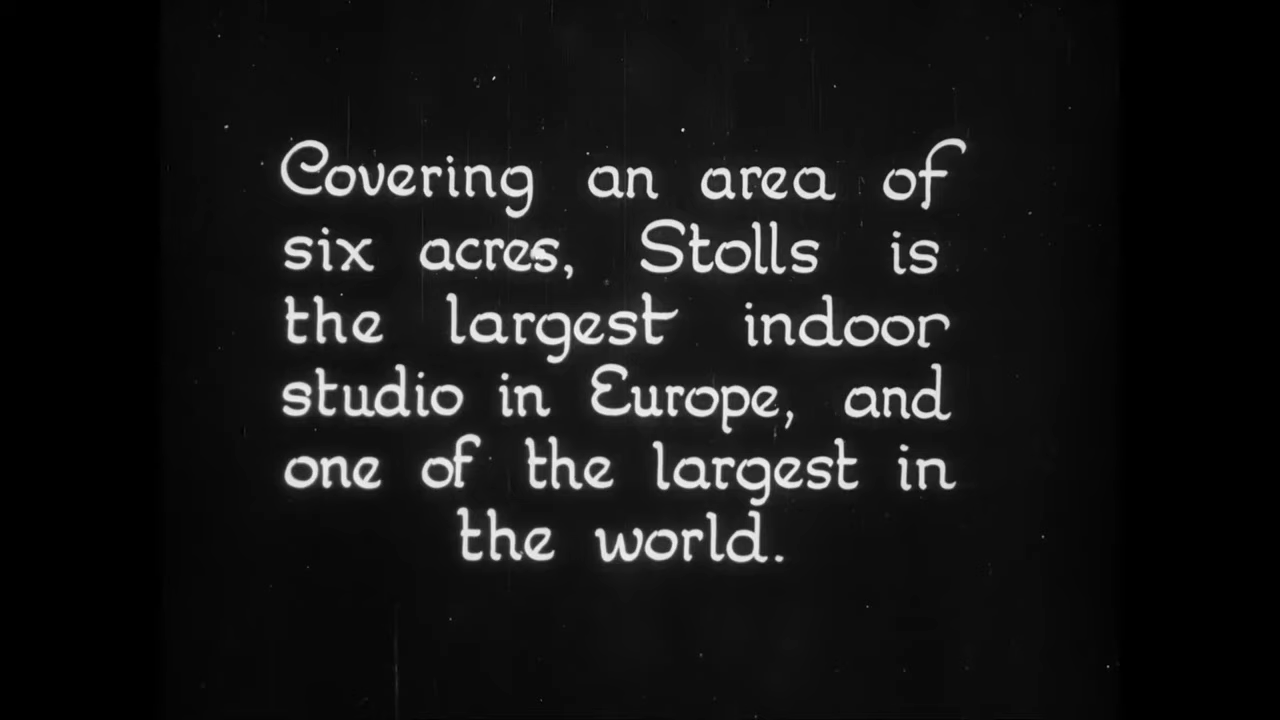 Covering an area of
six acres, Stolls is
the largest indoor
studio in Europe, and
one of the largest in
the world.